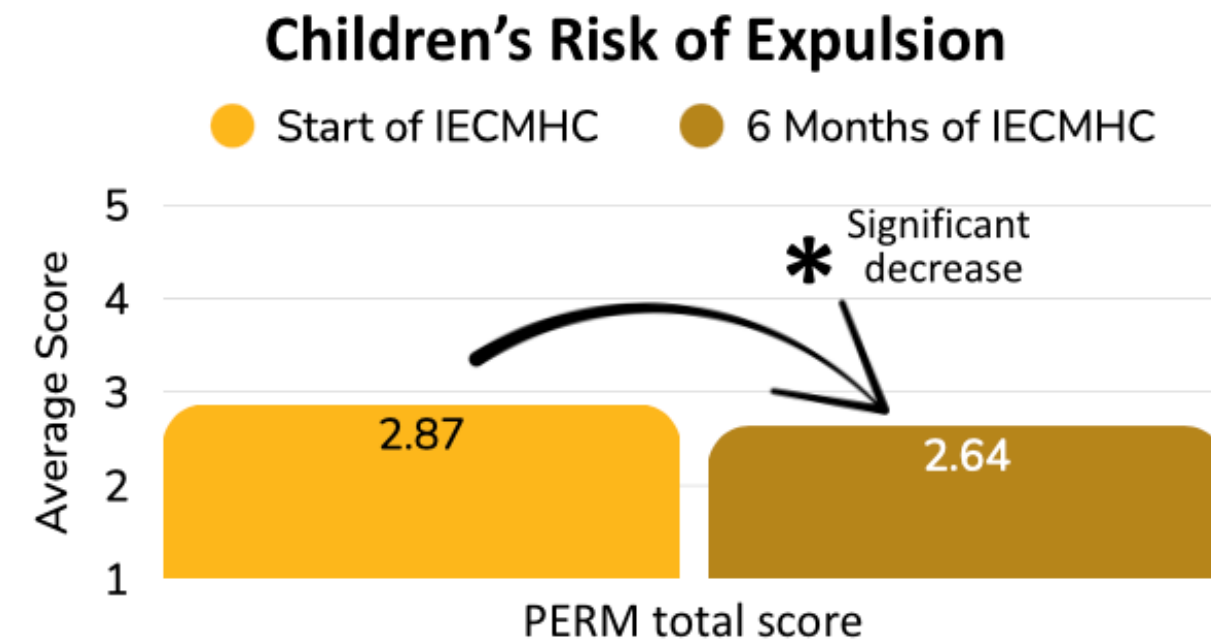 Children’s Risk of Expulsion
Start of IECMHC 6 Months of IECMHC
5
Significant
* decrease
4
Average Score
3
2.87
2.64
2
1
PERM total score